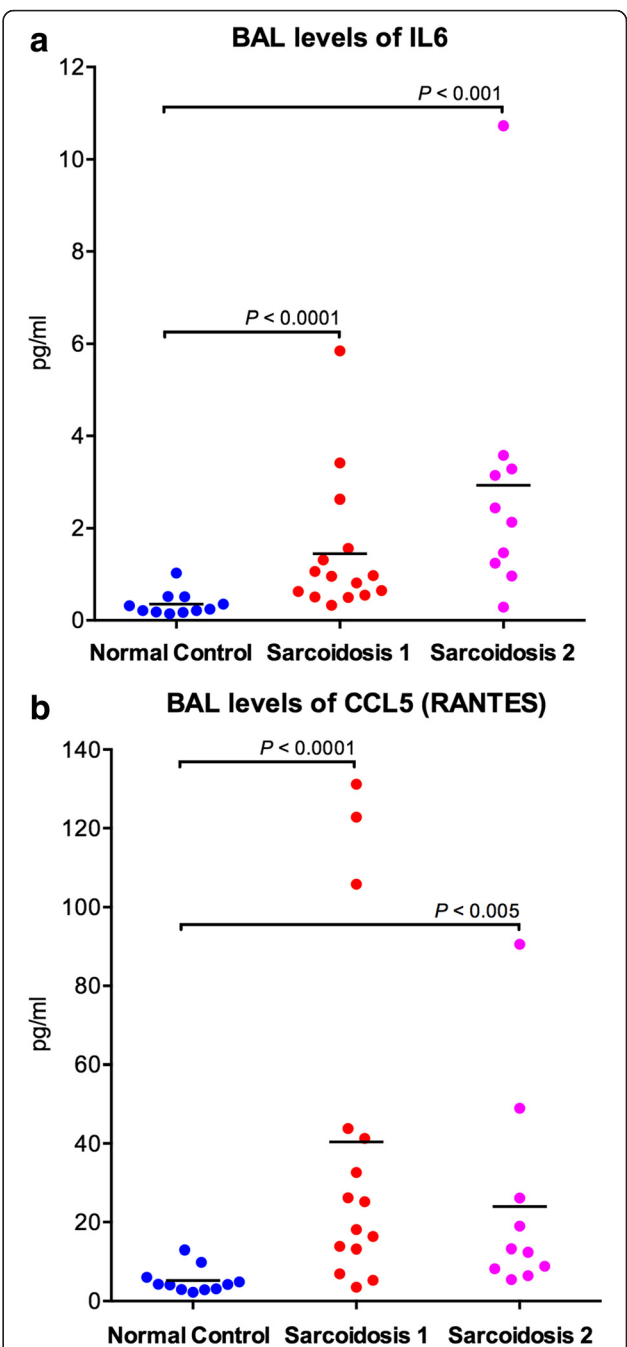 a
BAL levels of IL6
12
P < 0.001
10
8
P < 0.0001
6
pg/ml
4
2
0
Normal Control Sarcoidosis 1 Sarcoidosis 2
b
BAL levels of CCL5 (RANTES)
140
P < 0.0001
120
100
P < 0.005
80
pg/ml
60
40
20
0
Normal Control Sarcoidosis 1 Sarcoidosis 2